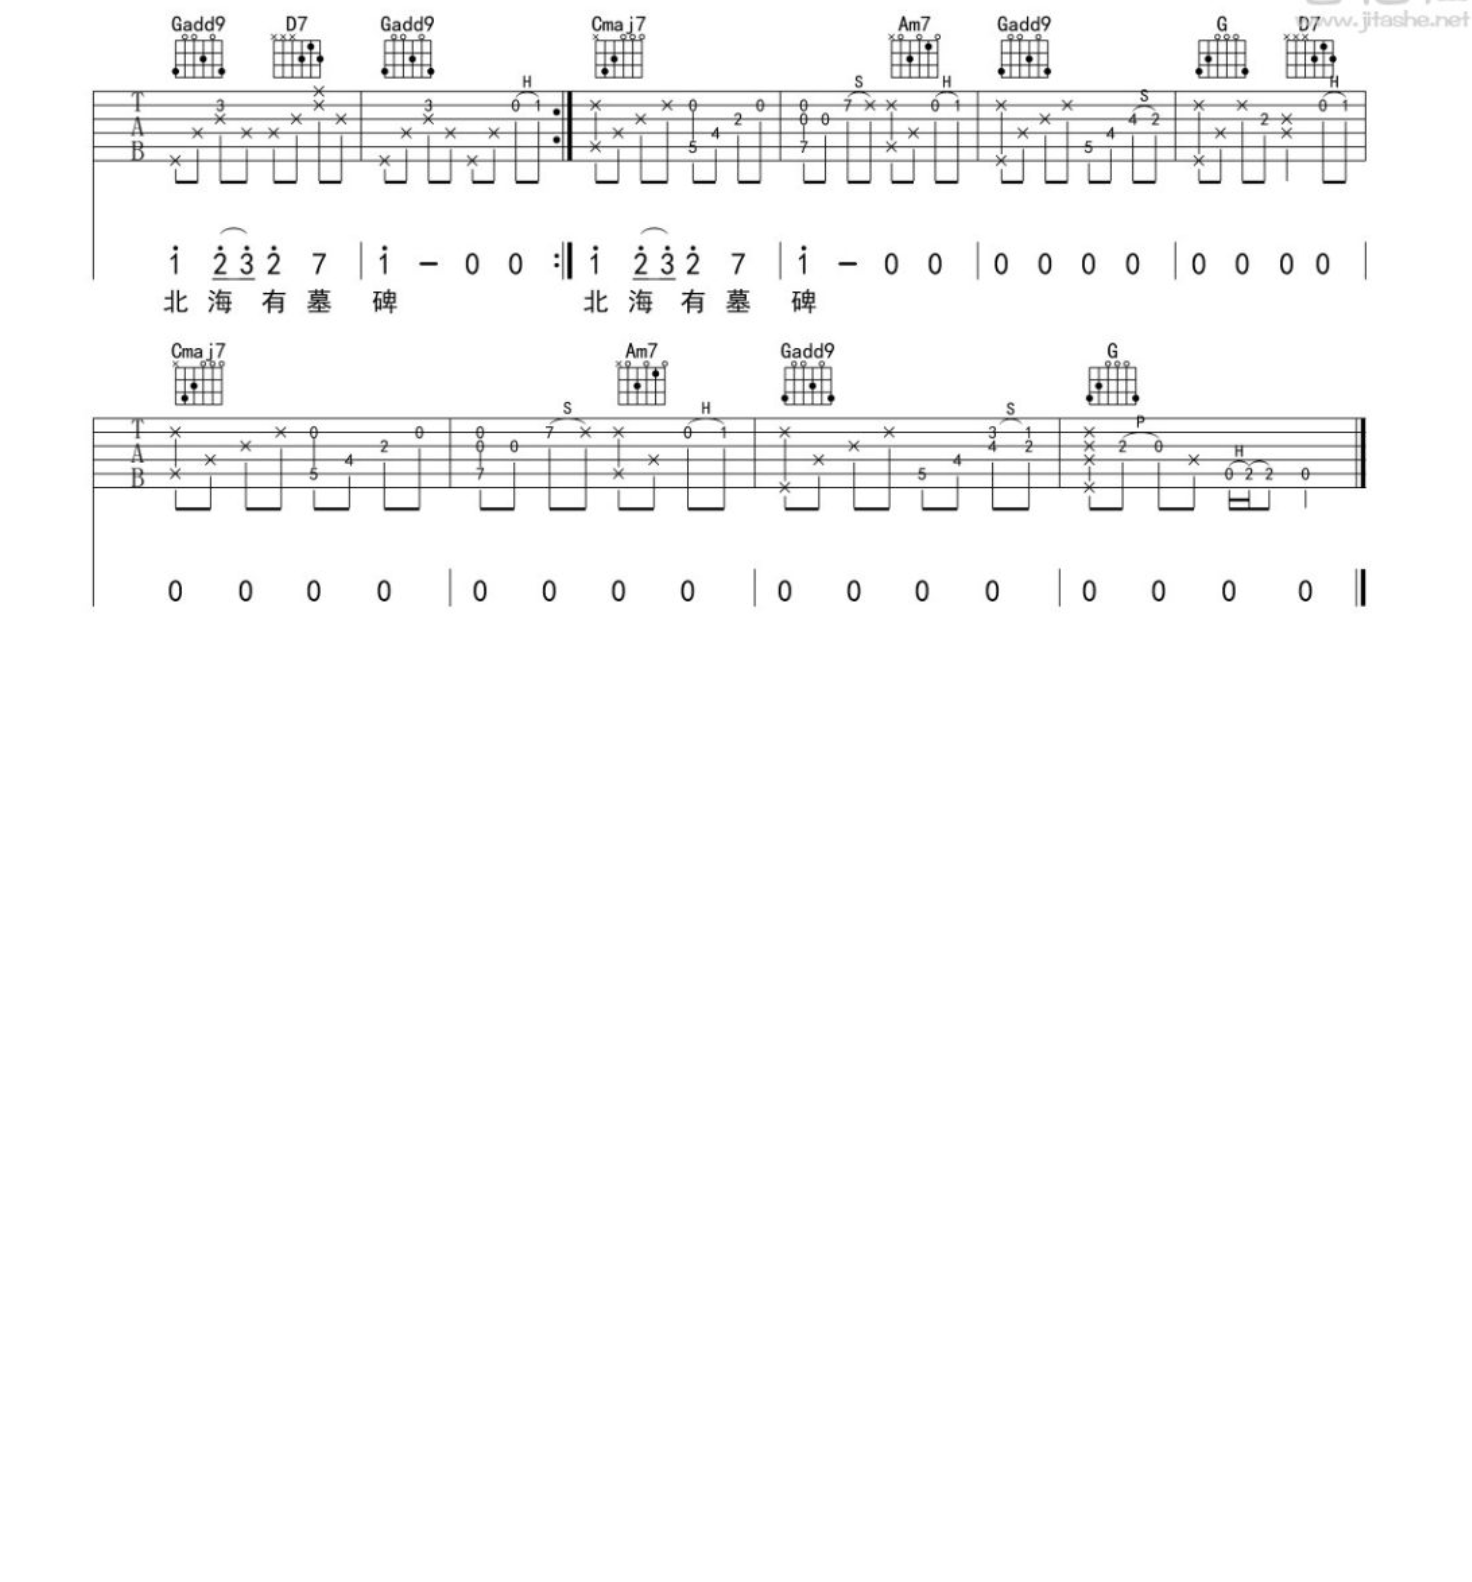 www.jitashe.net
Gadd9 D7 Gadd9 Cmaj7 Am7 Gadd9 G D7
H S H S H
T 3 3 0 1 0 0 0 7 0 1 4 2 0 1
A 0 0 2 4 2
B 5 4 7 5
1 2 3 2 7 1 - 0 0 1 2 3 2 7 1 - 0 0 0 0 0 0 0 0 0 0
北 海 有 墓 碑 北 海 有 墓 碑
Cmaj7 Am7 Gadd9 G
S H S P H
T 0 0 0 7 0 1 3 1
A 4 2 0 0 4 4 2 2 0
B 5 7 5 0 2 2 0
0 0 0 0 0 0 0 0 0 0 0 0 0 0 0 0